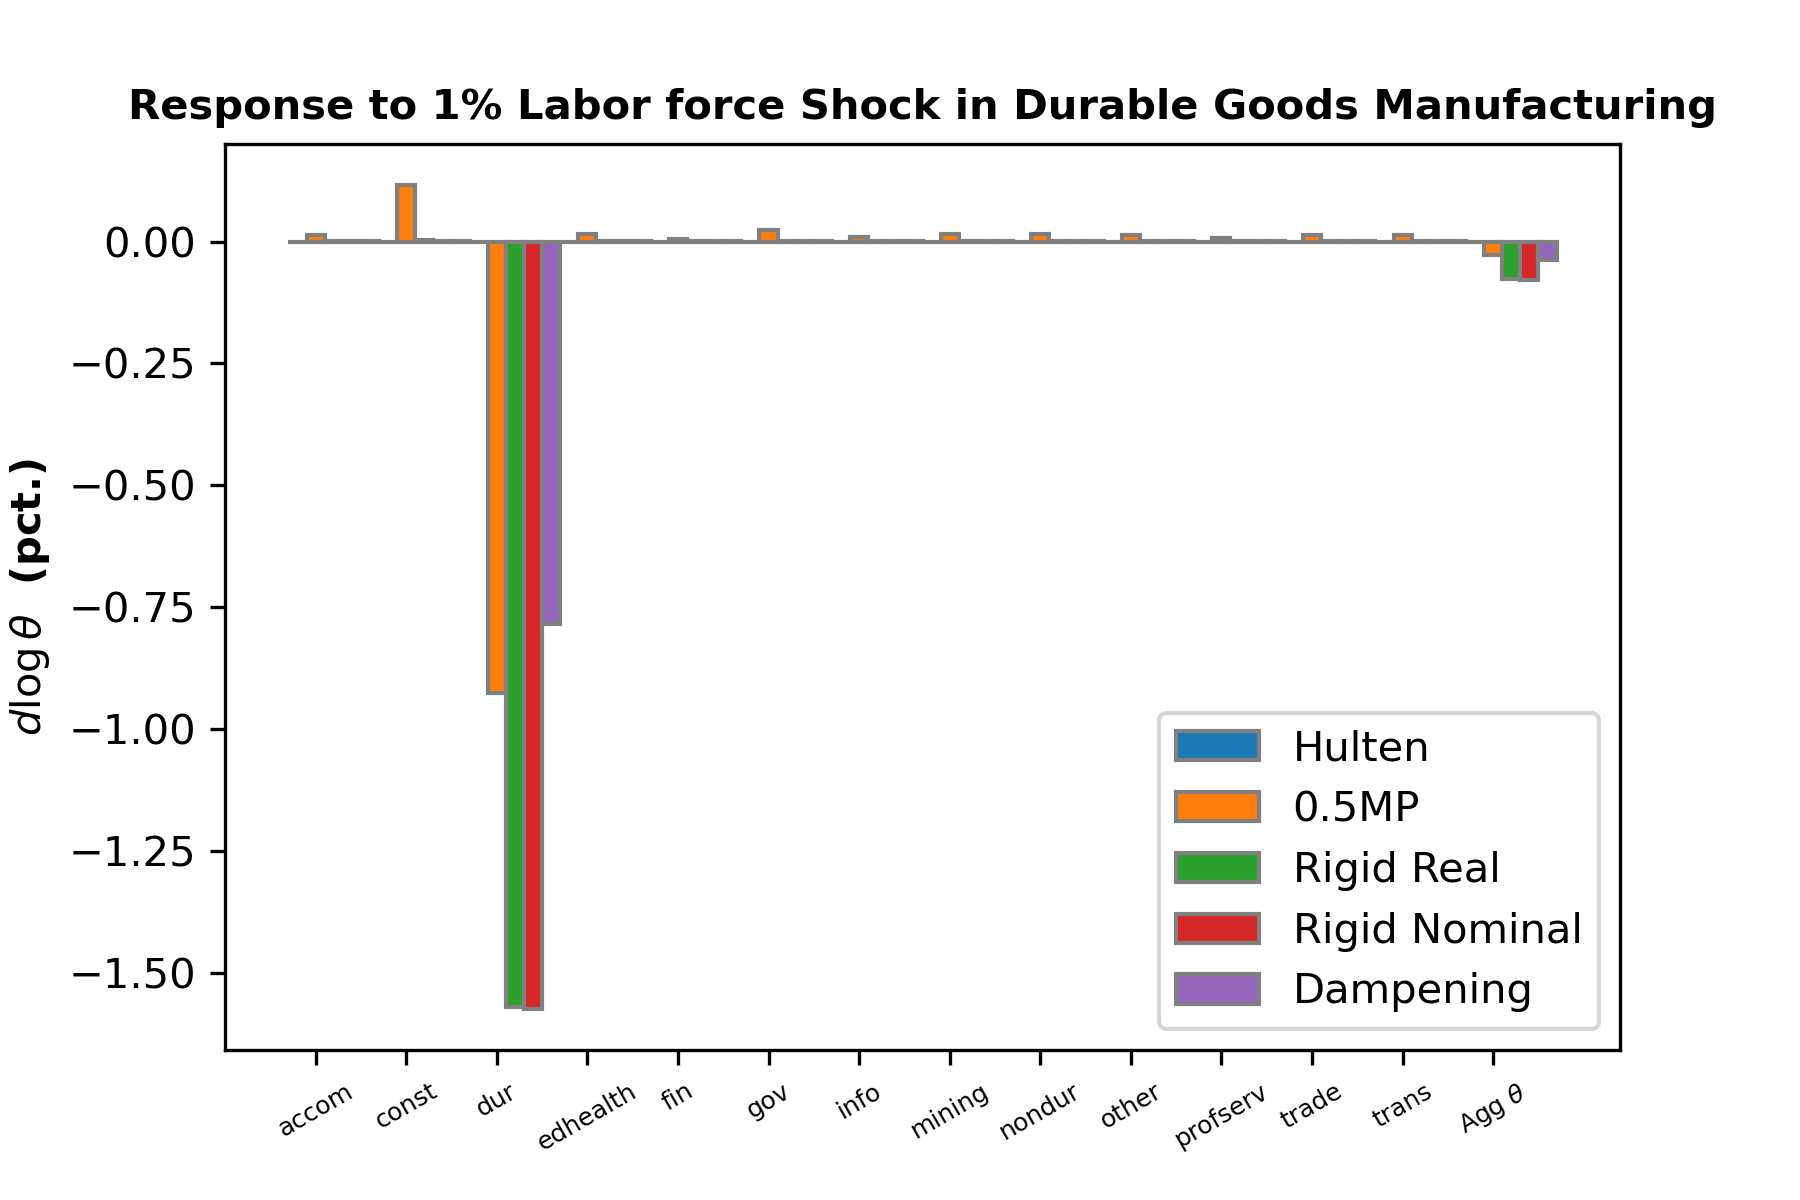 Response to 1% Labor force Shock in Durable Goods Manufacturing
d log θ (pct.)
0.00
−0.25
−0.50
−0.75
−1.00
−1.25
−1.50
Hulten
0.5MP
Rigid Real
Rigid Nominal
Dampening
accom const dur edhealth fin gov info mining nondur other profserv trade trans Agg θ